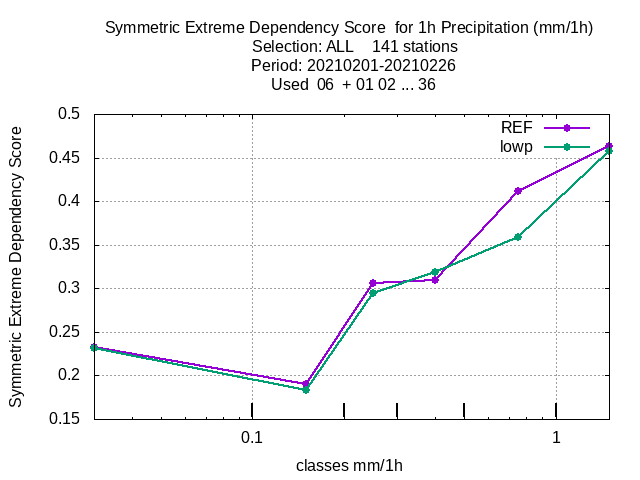 Symmetric Extreme Dependency Score  for 1h Precipitation (mm/1h)
Selection: ALL    141 stations
Period: 20210201-20210226
Used  06  + 01 02 ... 36
REF
lowp
0.5
0.45
0.4
0.35
0.3
0.25
0.2
0.15
Symmetric Extreme Dependency Score
0.1
1
classes mm/1h